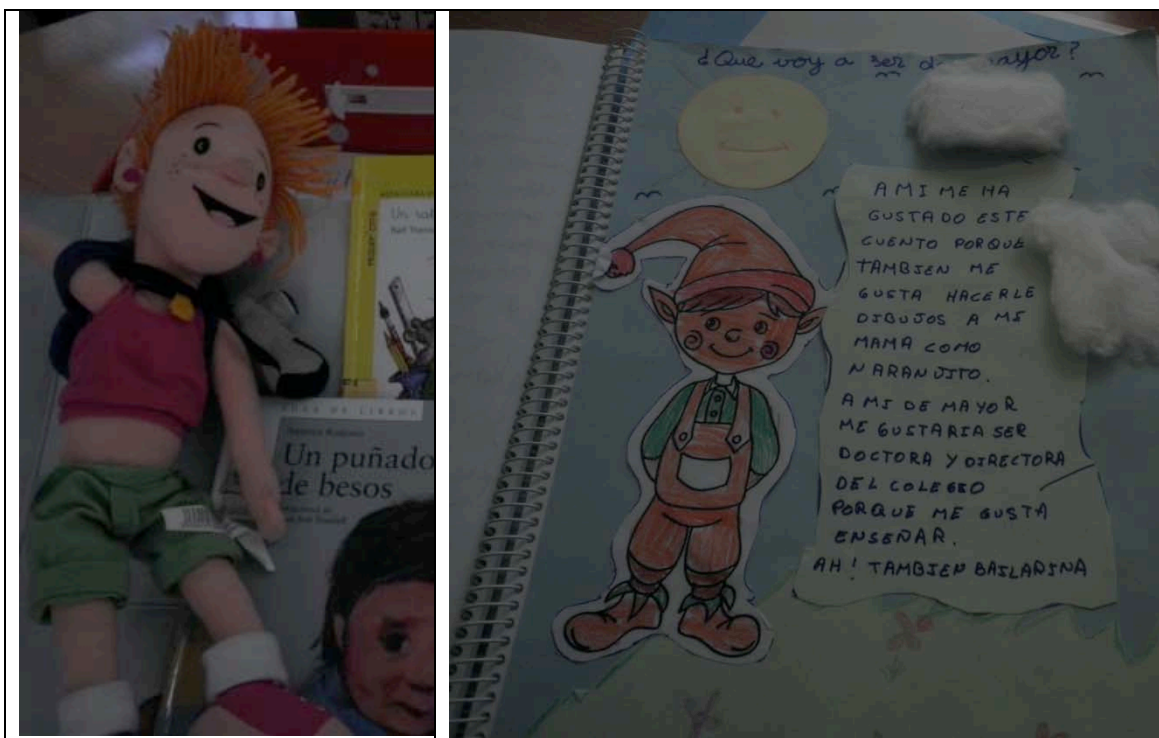 Un puñado
de besos
¿Que voy a ser d ayor?
A MI ME HA
GUSTADO ESTE
CUENTO PORQUE
TAMBIEN ME
GUSTA HACERLE
DIBUJOS A MI
MAMA COMO
NARANJITO.
A MI DE MAYOR
ME GUSTARIA SER
DOCTORA Y DIRECTORA
DEL COLEGIO
PORQUE ME GUSTA
ENSEÑAR.
AH! TAMBIEN BAILARINA